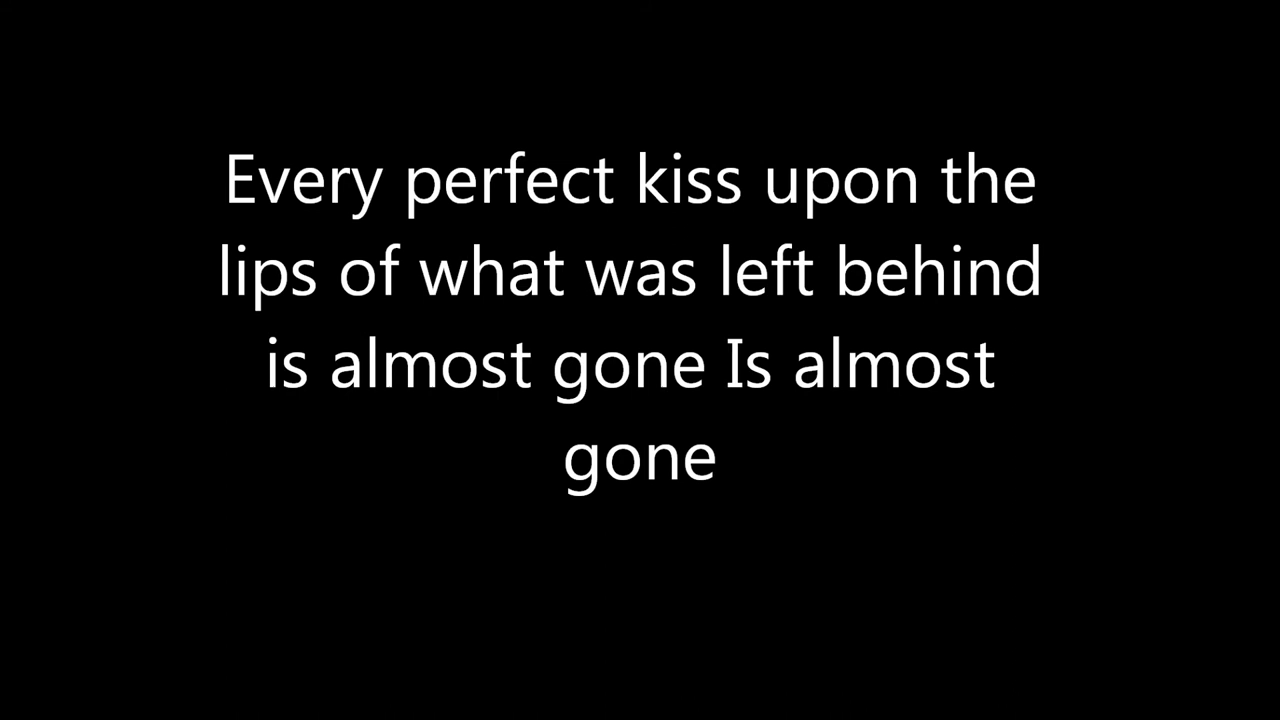 Every perfect kiss upon the
lips of what was left behind
is almost gone Is almost
gone